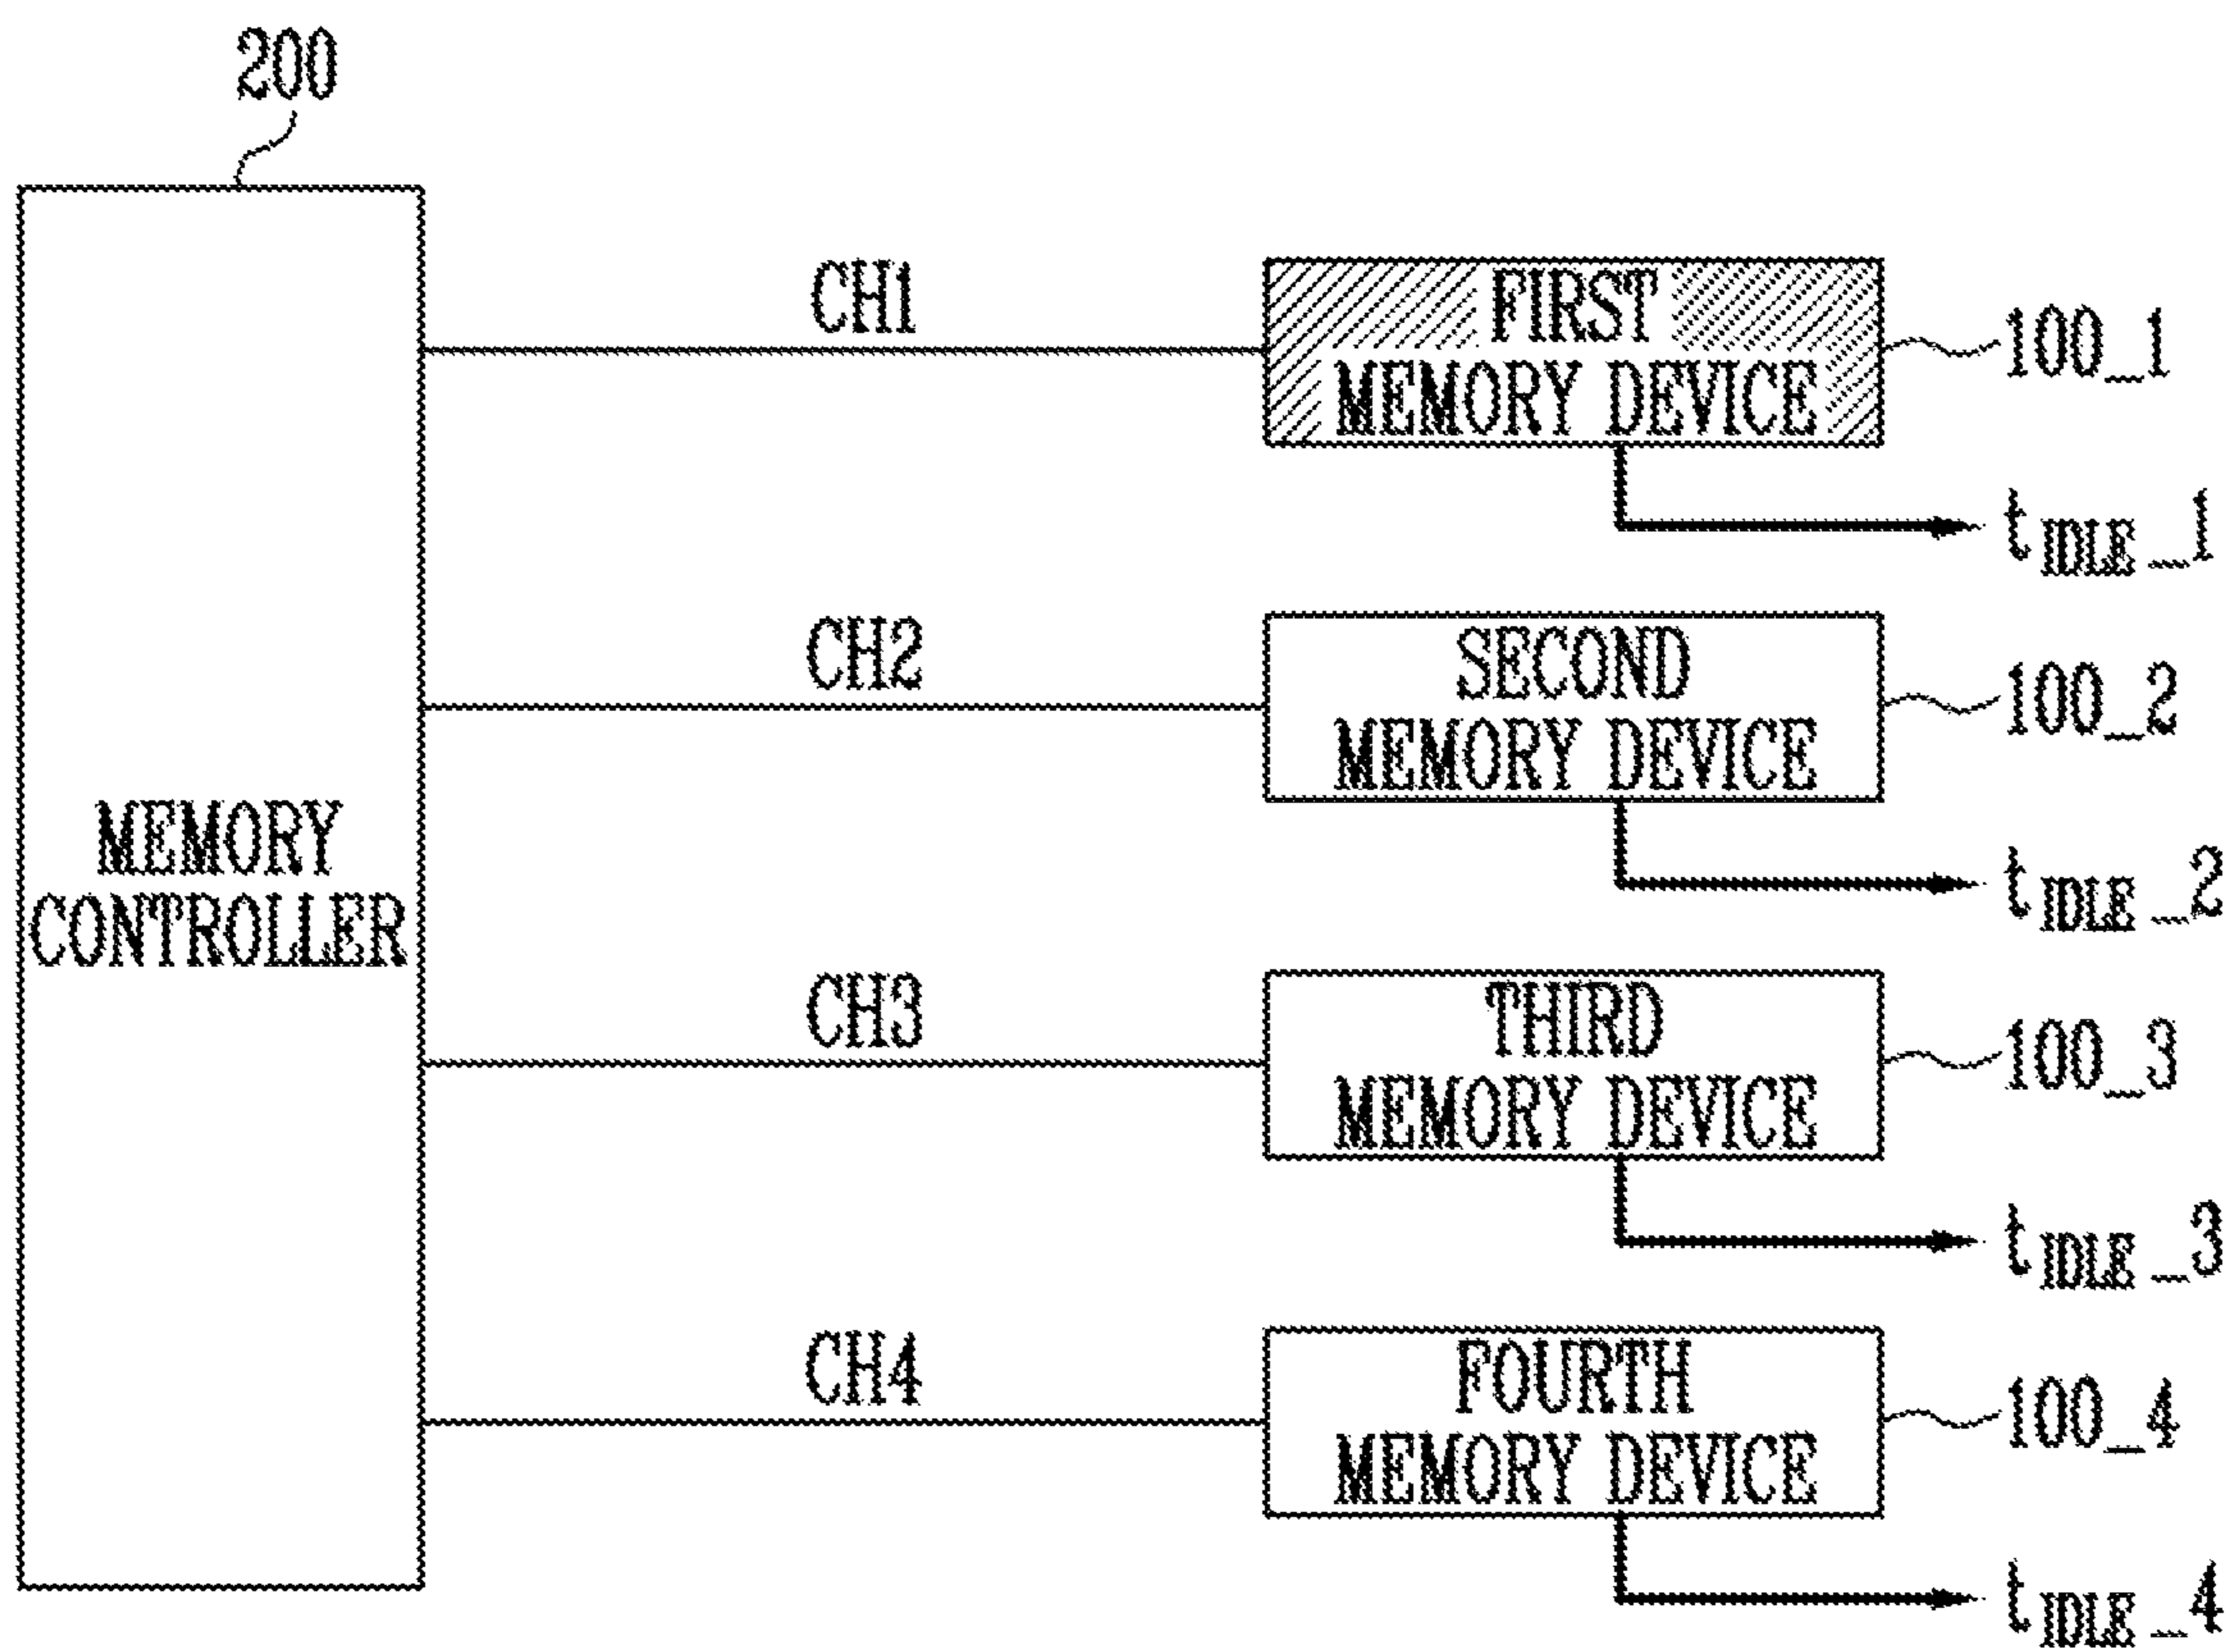 200
MEMORY
CONTROLLER
CH1
FIRST
MEMORY DEVICE
100_1
tIDLE_1
CH2
SECOND
MEMORY DEVICE
100_2
tIDLE_2
CH3
THIRD
MEMORY DEVICE
100_3
tIDLE_3
CH4
FOURTH
MEMORY DEVICE
100_4
tIDLE_4